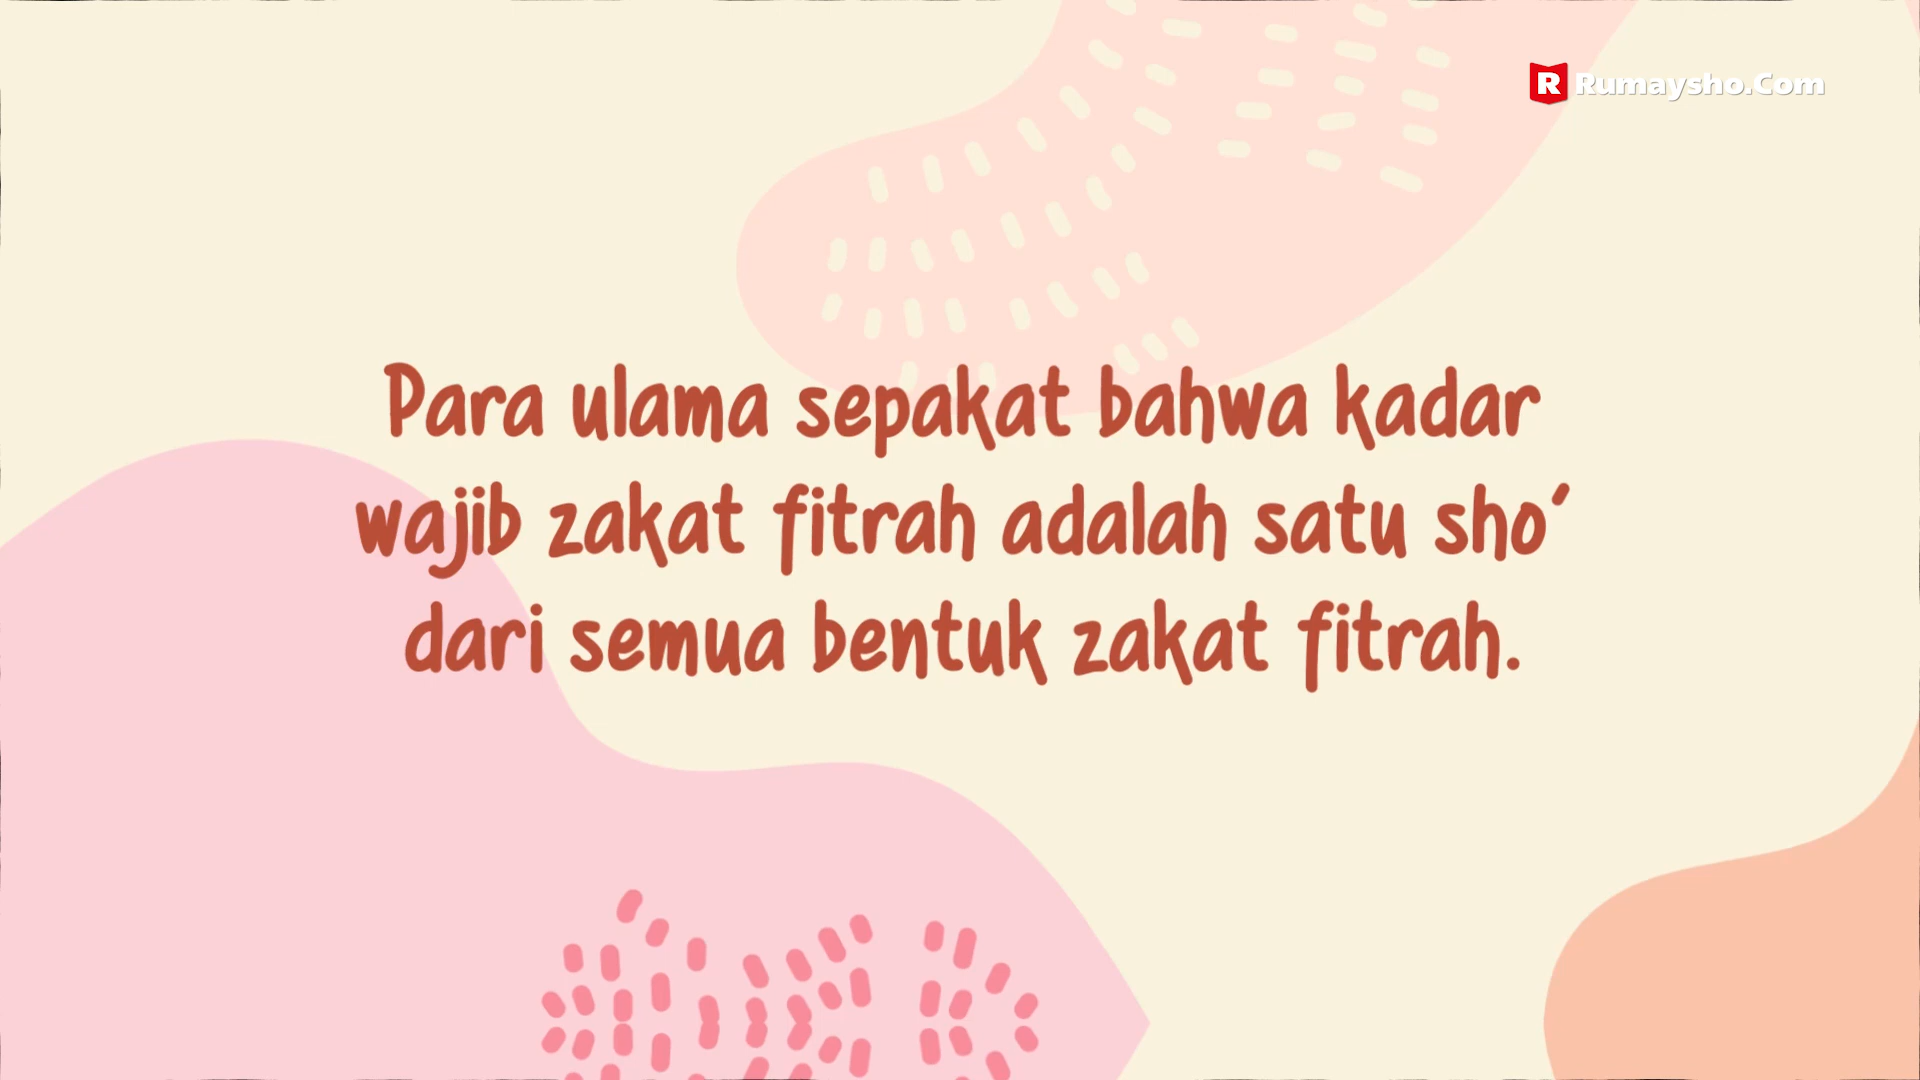 Rumaysho.Com
Para ulama sepakat bahwa kadar
wajib zakat fitrah adalah satu sho'
dari semua bentuk zakat fitrah.